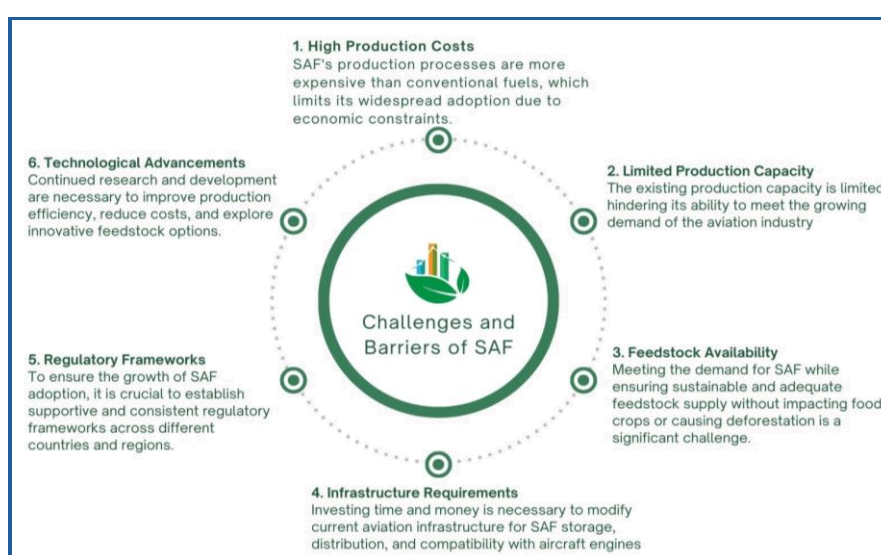 1. High Production Costs
SAF's production processes are more
expensive than conventional fuels, which
limits its widespread adoption due to
economic constraints.
2. Limited Production Capacity
The existing production capacity is limited
hindering its ability to meet the growing
demand of the aviation industry
3. Feedstock Availability
Meeting the demand for SAF while
ensuring sustainable and adequate
feedstock supply without impacting food
crops or causing deforestation is a
significant challenge.
4. Infrastructure Requirements
Investing time and money is necessary to modify
current aviation infrastructure for SAF storage,
distribution, and compatibility with aircraft engines
5. Regulatory Frameworks
To ensure the growth of SAF
adoption, it is crucial to establish
supportive and consistent regulatory
frameworks across different
countries and regions.
6. Technological Advancements
Continued research and development
are necessary to improve production
efficiency, reduce costs, and explore
innovative feedstock options.
Challenges and
Barriers of SAF